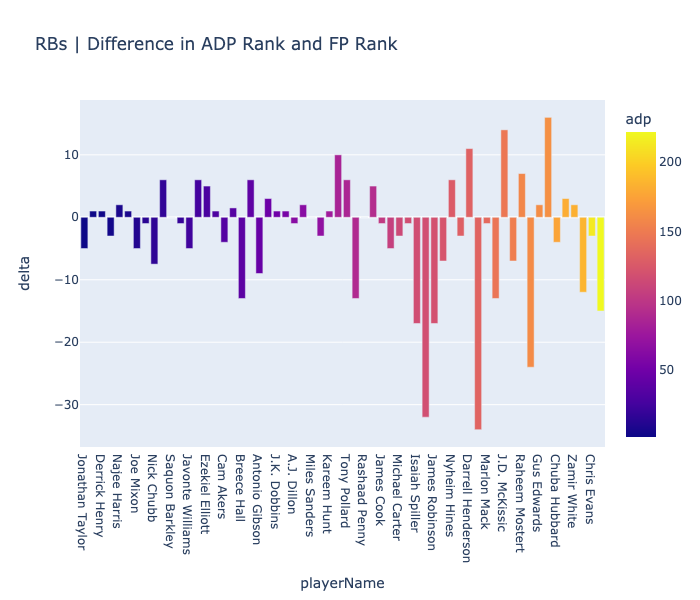 RBs | Difference in ADP Rank and FP Rank
adp
200
150
100
50
10
0
−10
−20
−30
delta
Jonathan Taylor
Derrick Henry
Najee Harris
Joe Mixon
Nick Chubb
Saquon Barkley
Javonte Williams
Ezekiel Elliott
Cam Akers
Breece Hall
Antonio Gibson
J.K. Dobbins
A.J. Dillon
Miles Sanders
Kareem Hunt
Tony Pollard
Rashaad Penny
James Cook
Michael Carter
Isaiah Spiller
James Robinson
Nyheim Hines
Darrell Henderson
Marlon Mack
J.D. McKissic
Raheem Mostert
Gus Edwards
Chuba Hubbard
Zamir White
Chris Evans
playerName